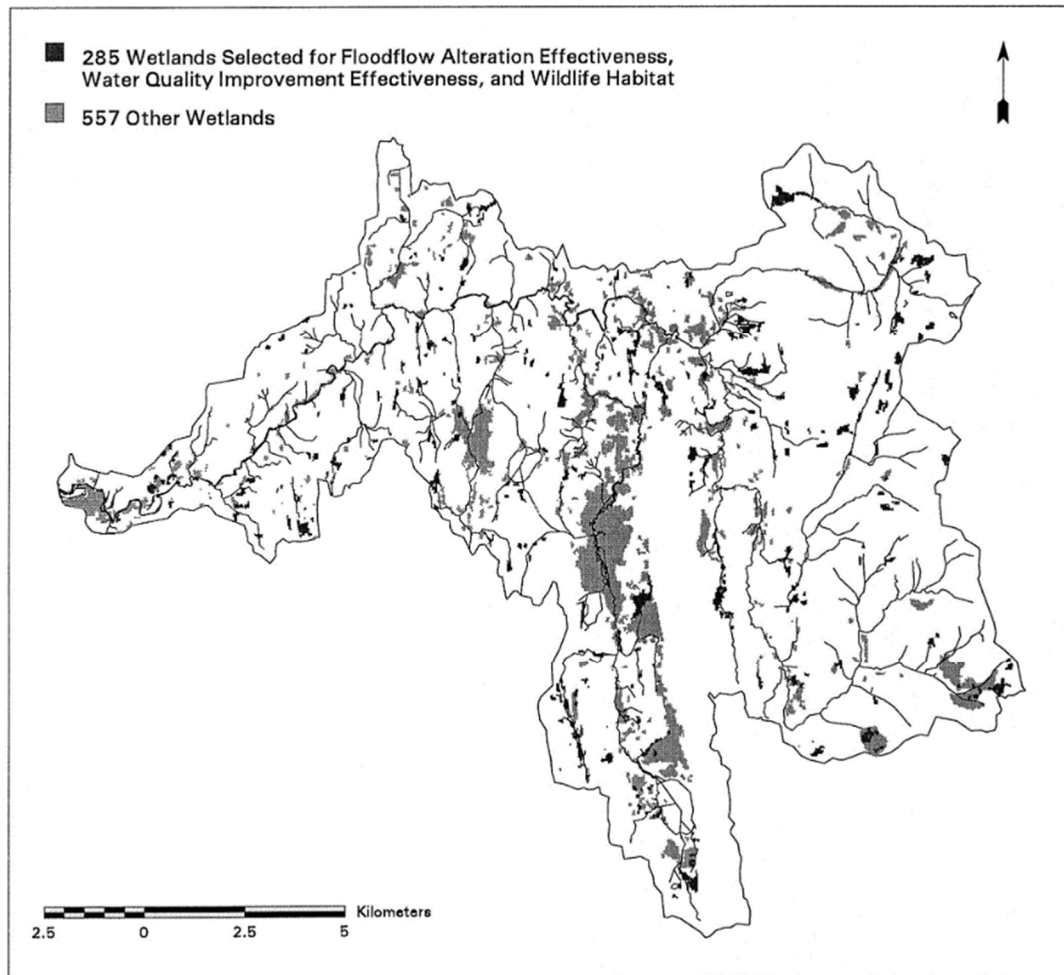 285 Wetlands Selected for Floodflow Alteration Effectiveness,
Water Quality Improvement Effectiveness, and Wildlife Habitat
557 Other Wetlands
Kilometers
2.5 0 2.5 5